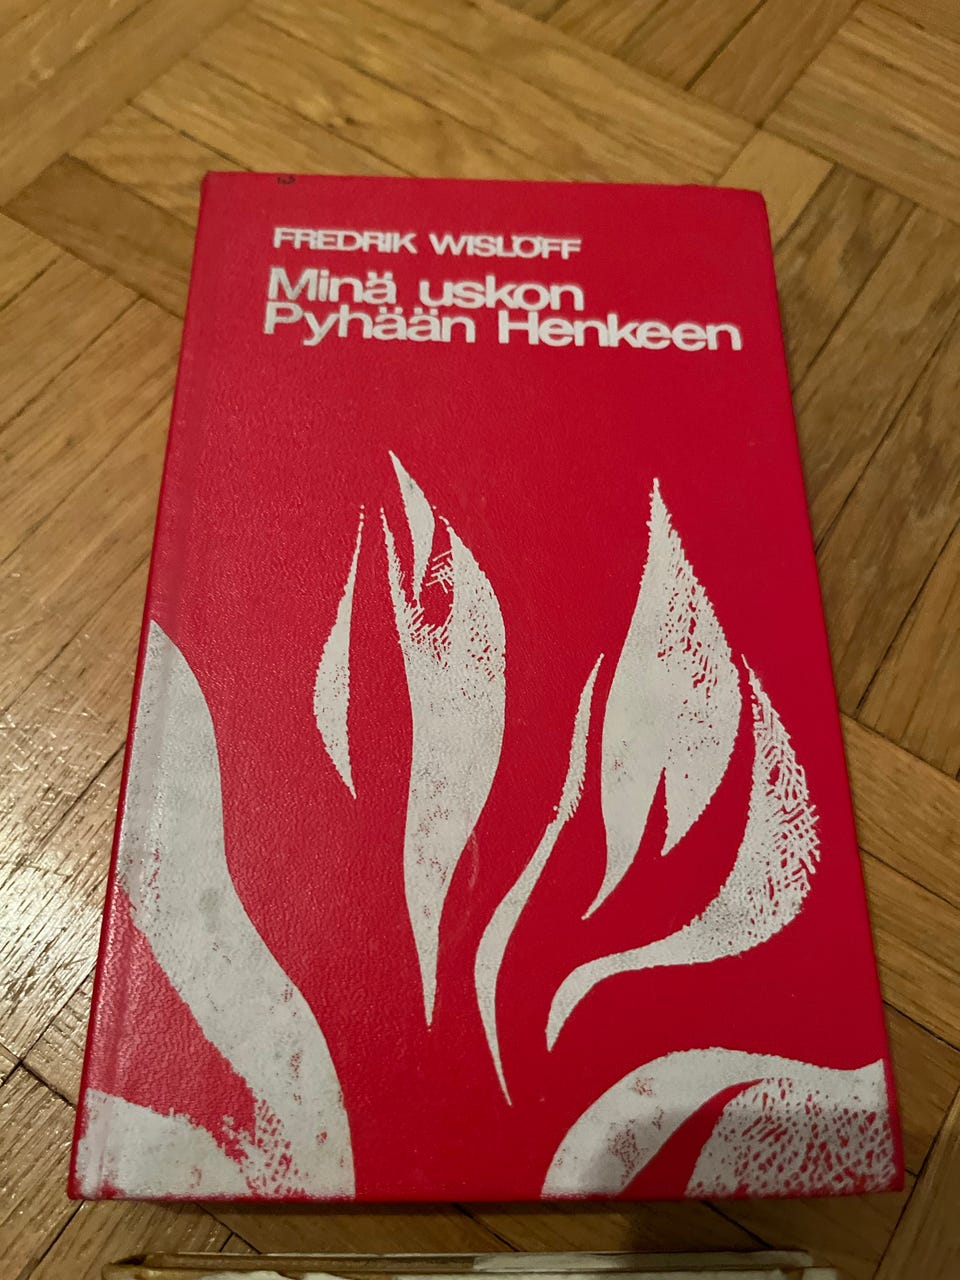 FREDRIK WISLÖFF
Minä uskon
Pyhään Henkeen